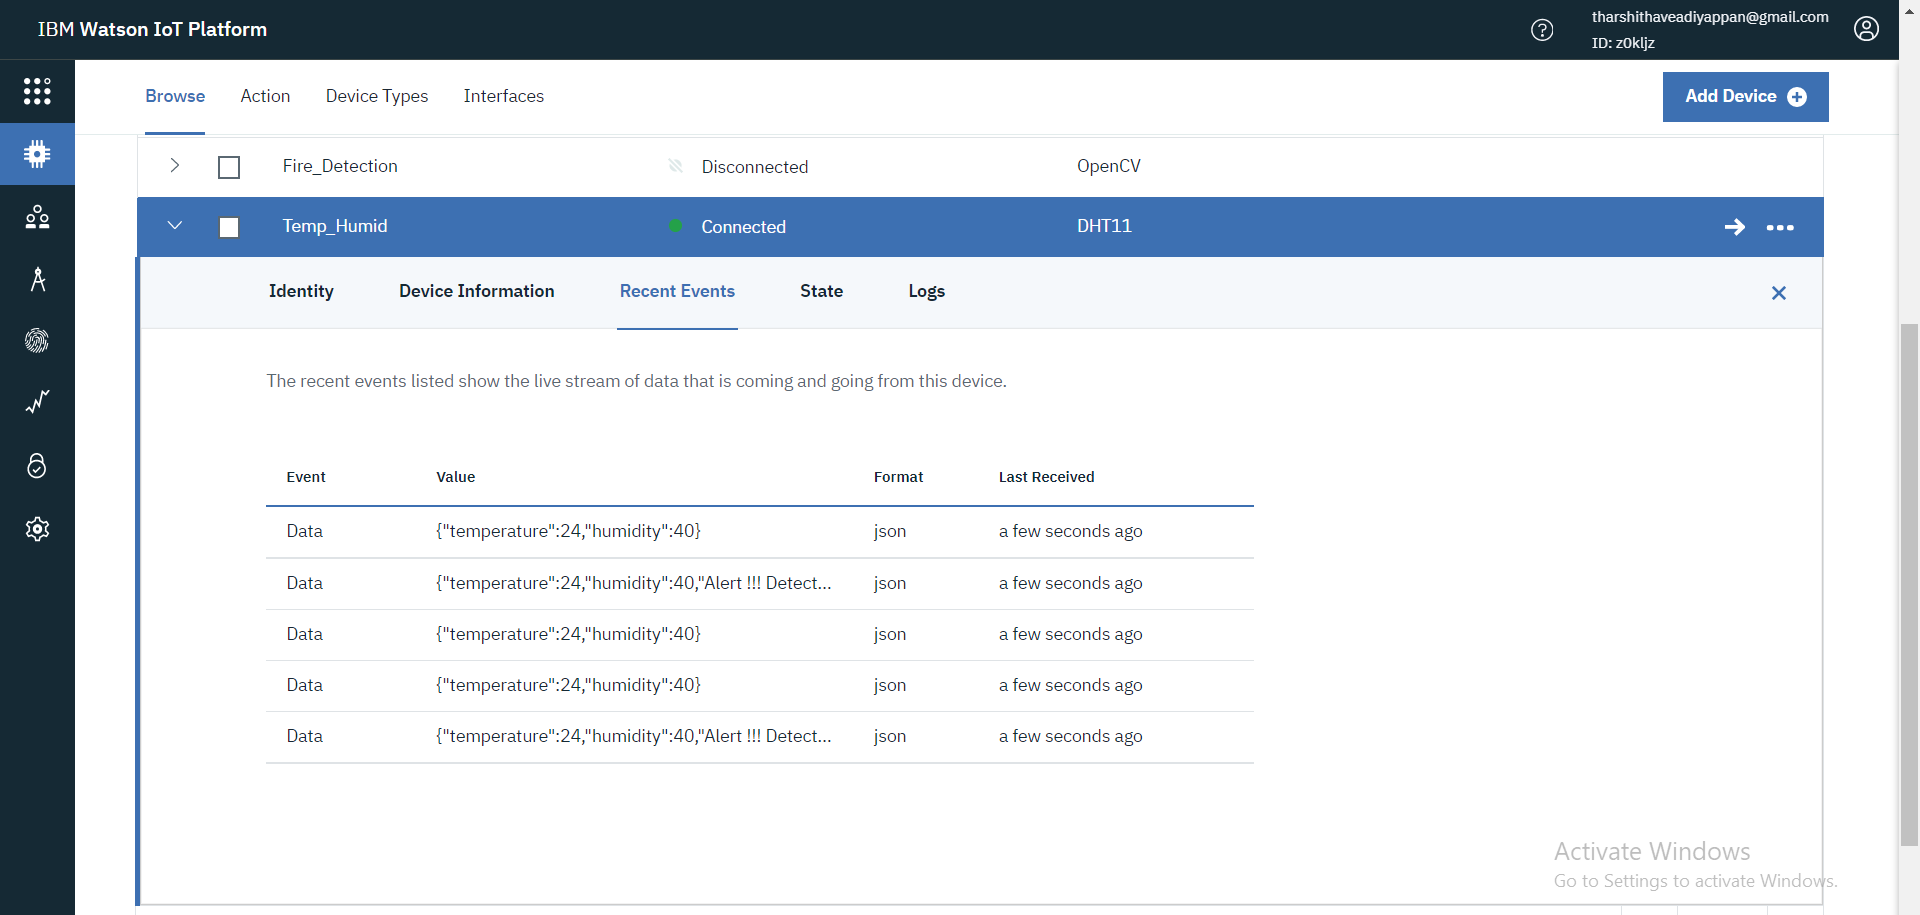 IBM Watson IoT Platform
tharshithaveadiyappan@gmail.com
ID: z0kljz
Browse Action Device Types Interfaces
Add Device
Fire_Detection Disconnected OpenCV
Temp_Humid Connected DHT11
Identity Device Information Recent Events State Logs
The recent events listed show the live stream of data that is coming and going from this device.
Event Value Format Last Received
Data {"temperature":24,"humidity":40} json a few seconds ago
Data {"temperature":24,"humidity":40,"Alert !!! Detect... json a few seconds ago
Data {"temperature":24,"humidity":40} json a few seconds ago
Data {"temperature":24,"humidity":40} json a few seconds ago
Data {"temperature":24,"humidity":40,"Alert !!! Detect... json a few seconds ago
Activate Windows
Go to Settings to activate Windows.